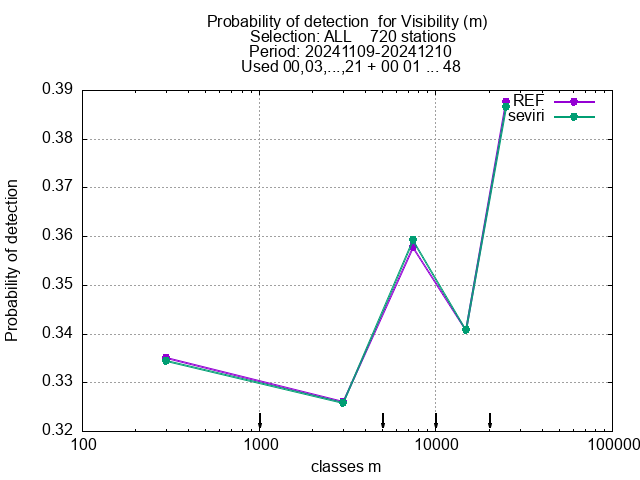 Probability of detection  for Visibility (m)
Selection: ALL    720 stations
Period: 20241109-20241210
Used 00,03,...,21 + 00 01 ... 48
REF
seviri
0.39
0.38
0.37
0.36
0.35
0.34
0.33
0.32
Probability of detection
100
1000
10000
100000
classes m